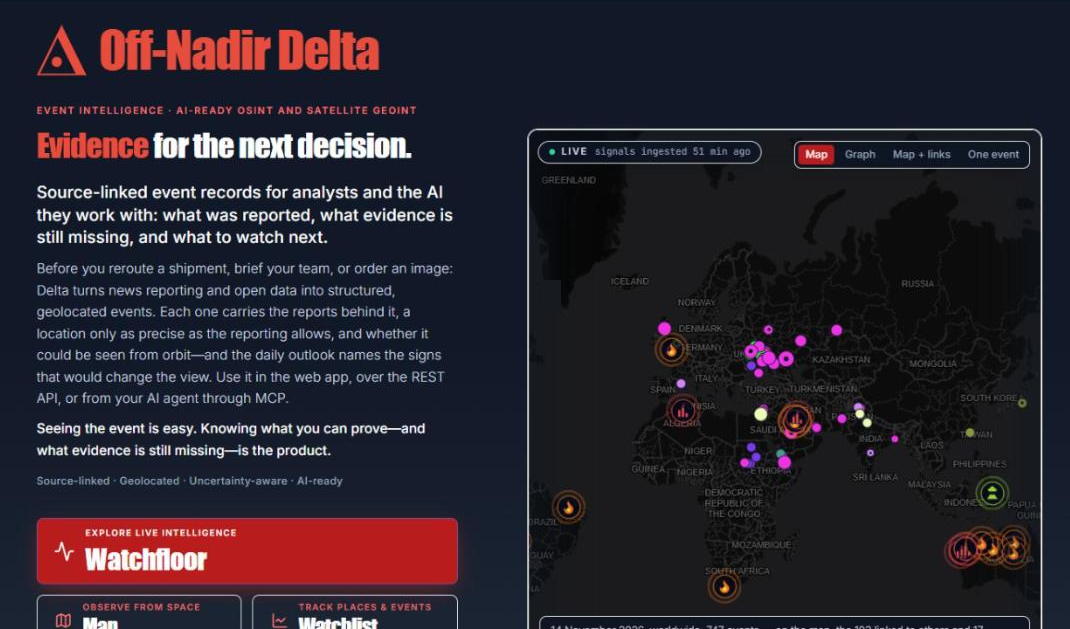 Off-Nadir Delta
EVENT INTELLIGENCE · AI-READY OSINT AND SATELLITE GEOINT
Evidence for the next decision.
Source-linked event records for analysts and the AI
they work with: what was reported, what evidence is
still missing, and what to watch next.
Before you reroute a shipment, brief your team, or order an image:
Delta turns news reporting and open data into structured,
geolocated events. Each one carries the reports behind it, a
location only as precise as the reporting allows, and whether it
could be seen from orbit—and the daily outlook names the signs
that would change the view. Use it in the web app, over the REST
API, or from your AI agent through MCP.
Seeing the event is easy. Knowing what you can prove—and
what evidence is still missing—is the product.
Source-linked · Geolocated · Uncertainty-aware · AI-ready
EXPLORE LIVE INTELLIGENCE
Watchfloor
OBSERVE FROM SPACE
Map
TRACK PLACES & EVENTS
Watchlist
LIVE signals ingested 51 min ago
Map Graph Map + links One event
GREENLAND
ICELAND
RUSSIA
NORWAY
DENMARK
GERMANY
KAZAKHSTAN
MONGOLIA
ITALY
SPAIN
TURKEY
TURKMENISTAN
SOUTH KORE
ALGERIA
SAUDI
INDIA
LAOS
TAIWAN
NIGER
GUINEA
NIGERIA
ETHIOPIA
SRI LANKA
MALAYSIA
PHILIPPINES
DEMOCRATIC
REPUBLIC OF
THE CONGO
INDONES
PAPUA
MOZAMBIQUE
SOUTH AFRICA